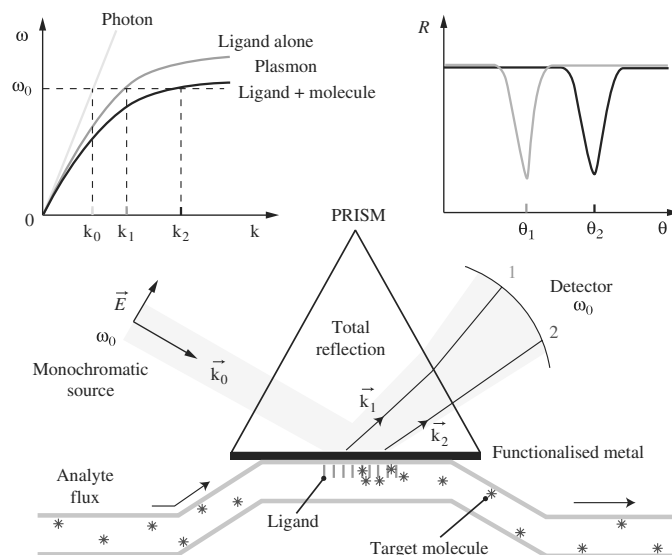 ω
Photon
Ligand alone
Plasmon
Ligand + molecule
ω0
0
k0
k1
k2
k
R
θ1
θ2
θ
PRISM
1
Detector
ω0
2
E
ω0
Monochromatic
source
k0
Total
reflection
k1
k2
Functionalised metal
Analyte
flux
Ligand
Target molecule